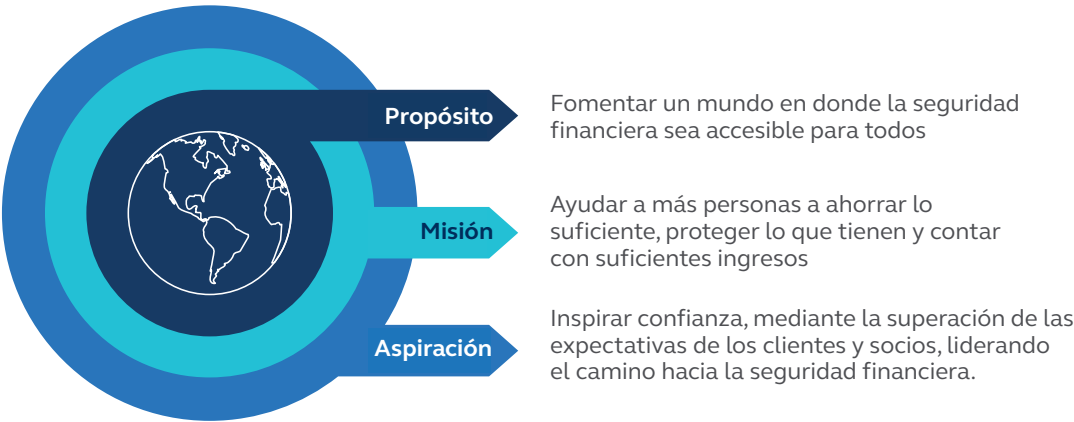 Propósito
Fomentar un mundo en donde la seguridad
financiera sea accesible para todos
Misión
Ayudar a más personas a ahorrar lo
suficiente, proteger lo que tienen y contar
con suficientes ingresos
Aspiración
Inspirar confianza, mediante la superación de las
expectativas de los clientes y socios, liderando
el camino hacia la seguridad financiera.